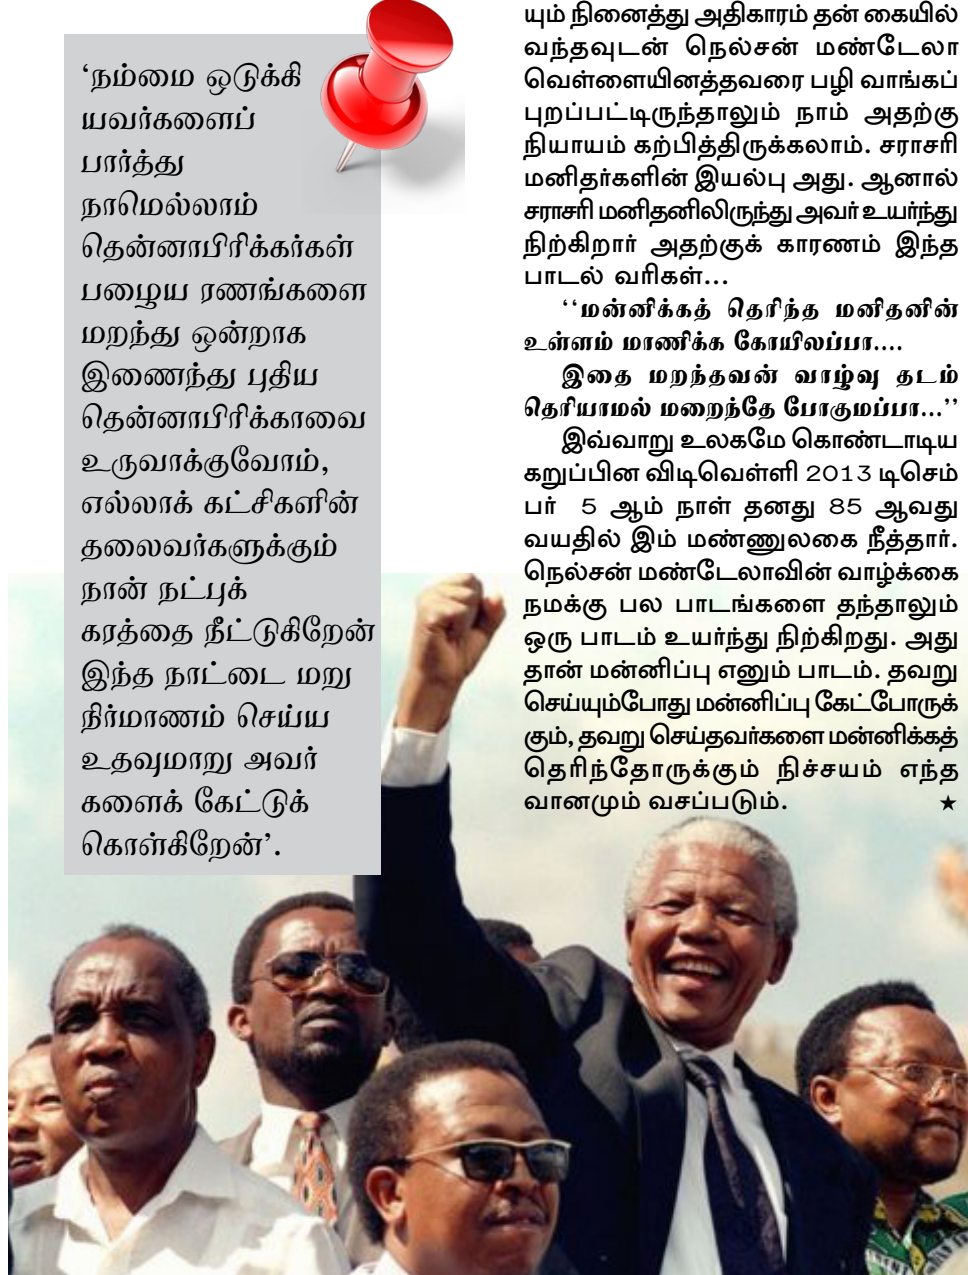 ‘நம்மை ஒடுக்கி
யவர்களைப்
பார்த்து
நாமெல்லாம்
தென்னாபிரிக்கர்கள்
பழைய ரணங்களை
மறந்து ஒன்றாக
இணைந்து புதிய
தென்னாபிரிக்காவை
உருவாக்குவோம்,
எல்லாக் கட்சிகளின்
தலைவர்களுக்கும்
நான் நட்புக்
கரத்தை நீட்டுகிறேன்
இந்த நாட்டை மறு
நிர்மாணம் செய்ய
உதவுமாறு அவர்
களைக் கேட்டுக்
கொள்கிறேன்’.
யும் நினைத்து அதிகாரம் தன் கையில்
வந்தவுடன் நெல்சன் மண்டேலா
வெள்ளையினத்தவரை பழி வாங்கப்
புறப்பட்டிருந்தாலும் நாம் அதற்கு
நியாயம் கற்பித்திருக்கலாம். சராசரி
மனிதர்களின் இயல்பு அது. ஆனால்
சராசரி மனிதனிலிருந்து அவர் உயர்ந்து
நிற்கிறார் அதற்குக் காரணம் இந்த
பாடல் வரிகள்...
‘‘மன்னிக்கத் தெரிந்த மனிதனின்
உள்ளம் மாணிக்க கோயிலப்பா....
இதை மறந்தவன் வாழ்வு தடம்
தெரியாமல் மறைந்தே போகுமப்பா...’’
இவ்வாறு உலகமே கொண்டாடிய
கறுப்பின விடிவெள்ளி 2013 டிசெம்
பர் 5 ஆம் நாள் தனது 85 ஆவது
வயதில் இம் மண்ணுலகை நீத்தார்.
நெல்சன் மண்டேலாவின் வாழ்க்கை
நமக்கு பல பாடங்களை தந்தாலும்
ஒரு பாடம் உயர்ந்து நிற்கிறது. அது
தான் மன்னிப்பு எனும் பாடம். தவறு
செய்யும்போது மன்னிப்பு கேட்போருக்
கும், தவறு செய்தவர்களை மன்னிக்கத்
தெரிந்தோருக்கும் நிச்சயம் எந்த
வானமும் வசப்படும். ★